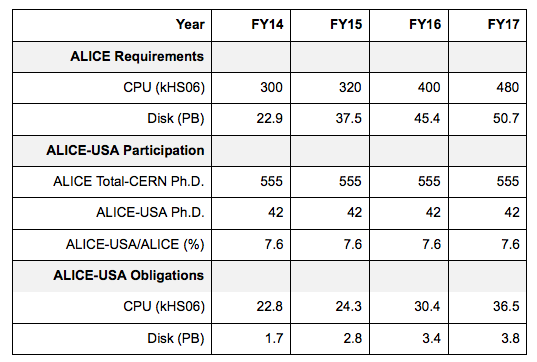 Year FY14 FY15 FY16 FY17
ALICE Requirements
CPU (kHS06) 300 320 400 480
Disk (PB) 22.9 37.5 45.4 50.7
ALICE-USA Participation
ALICE Total-CERN Ph.D. 555 555 555 555
ALICE-USA Ph.D. 42 42 42 42
ALICE-USA/ALICE (%) 7.6 7.6 7.6 7.6
ALICE-USA Obligations
CPU (kHS06) 22.8 24.3 30.4 36.5
Disk (PB) 1.7 2.8 3.4 3.8